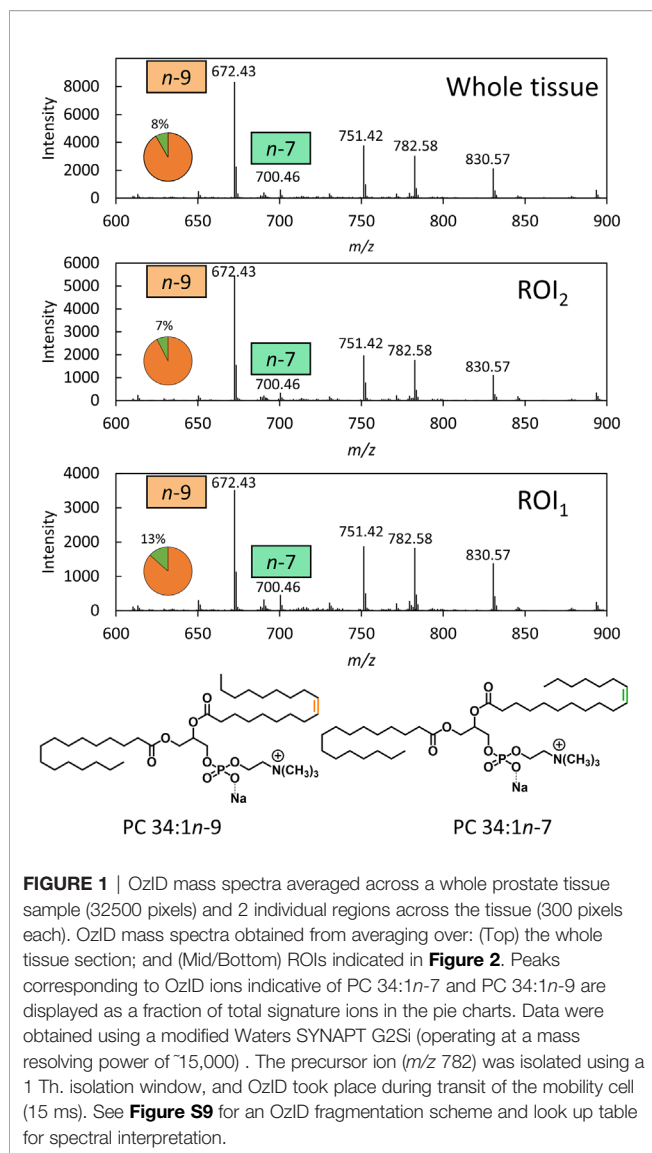 Whole tissue
Intensity
8000
6000
4000
2000
0
n-9
8%
672.43
n-7
700.46
751.42
782.58
830.57
600 650 700 750 800 850 900
m/z
ROI2
Intensity
6000
5000
4000
3000
2000
1000
0
n-9
7%
672.43
n-7
700.46
751.42
782.58
830.57
600 650 700 750 800 850 900
m/z
ROI1
Intensity
4000
3000
2000
1000
0
n-9
13%
672.43
n-7
700.46
751.42
782.58
830.57
600 650 700 750 800 850 900
m/z
O
O
O
O
O
P
O
O
O
N(CH3)3
+
Na
PC 34:1n-9
O
O
O
O
O
P
O
O
O
N(CH3)3
+
Na
PC 34:1n-7
FIGURE 1 | OzID mass spectra averaged across a whole prostate tissue
sample (32500 pixels) and 2 individual regions across the tissue (300 pixels
each). OzID mass spectra obtained from averaging over: (Top) the whole
tissue section; and (Mid/Bottom) ROIs indicated in Figure 2. Peaks
corresponding to OzID ions indicative of PC 34:1n-7 and PC 34:1n-9 are
displayed as a fraction of total signature ions in the pie charts. Data were
obtained using a modified Waters SYNAPT G2Si (operating at a mass
resolving power of ~15,000) . The precursor ion (m/z 782) was isolated using a
1 Th. isolation window, and OzID took place during transit of the mobility cell
(15 ms). See Figure S9 for an OzID fragmentation scheme and look up table
for spectral interpretation.